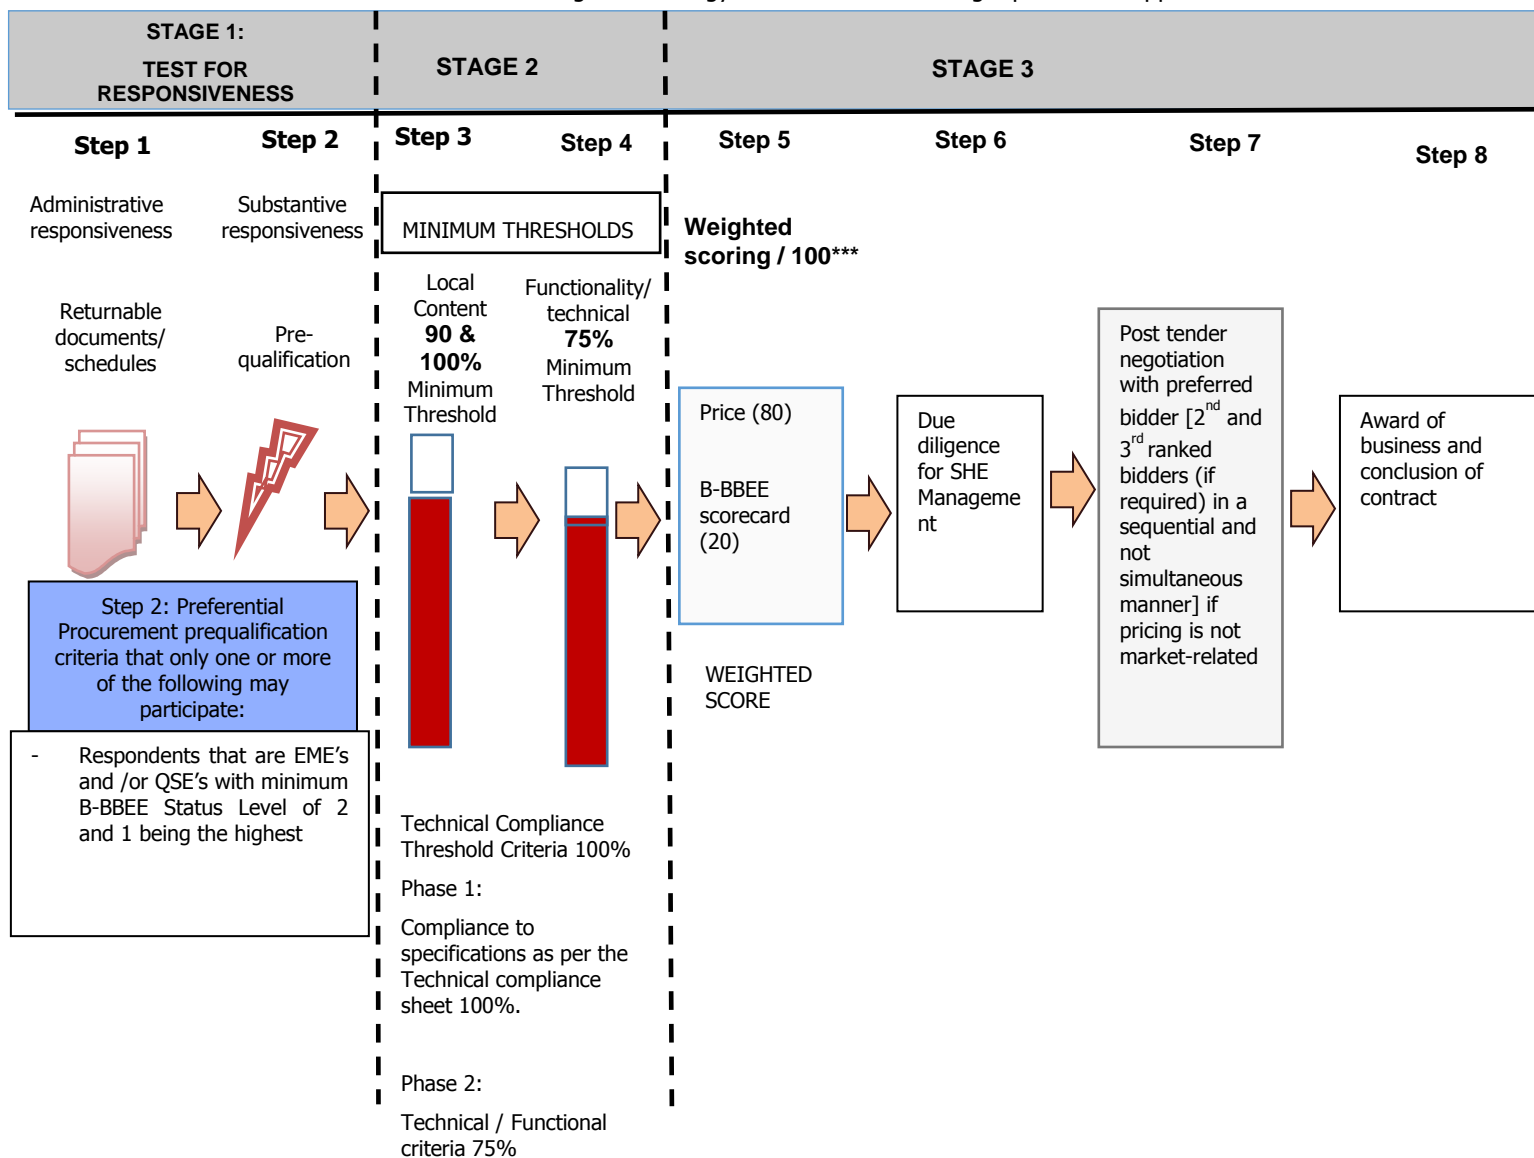 STAGE 1:
TEST FOR
RESPONSIVENESS
STAGE 2
STAGE 3
Step 1
Step 2
Step 3
Step 4
Step 5
Step 6
Step 7
Step 8
Administrative
responsiveness
Substantive
responsiveness
MINIMUM THRESHOLDS
Weighted
scoring / 100***
Returnable
documents/
schedules
Pre-
qualification
Local
Content
90 &
100%
Minimum
Threshold
Functionality/
technical
75%
Minimum
Threshold
Price (80)
B-BBEE
scorecard
(20)
WEIGHTED
SCORE
Due
diligence
for SHE
Manageme
nt
Post tender
negotiation
with preferred
bidder [2nd and
3rd ranked
bidders (if
required) in a
sequential and
not
simultaneous
manner] if
pricing is not
market-related
Award of
business and
conclusion of
contract
Step 2: Preferential
Procurement prequalification
criteria that only one or more
of the following may
participate:
- Respondents that are EME's
and /or QSE's with minimum
B-BBEE Status Level of 2
and 1 being the highest
Technical Compliance
Threshold Criteria 100%
Phase 1:
Compliance to
specifications as per the
Technical compliance
sheet 100%.
Phase 2:
Technical / Functional
criteria 75%